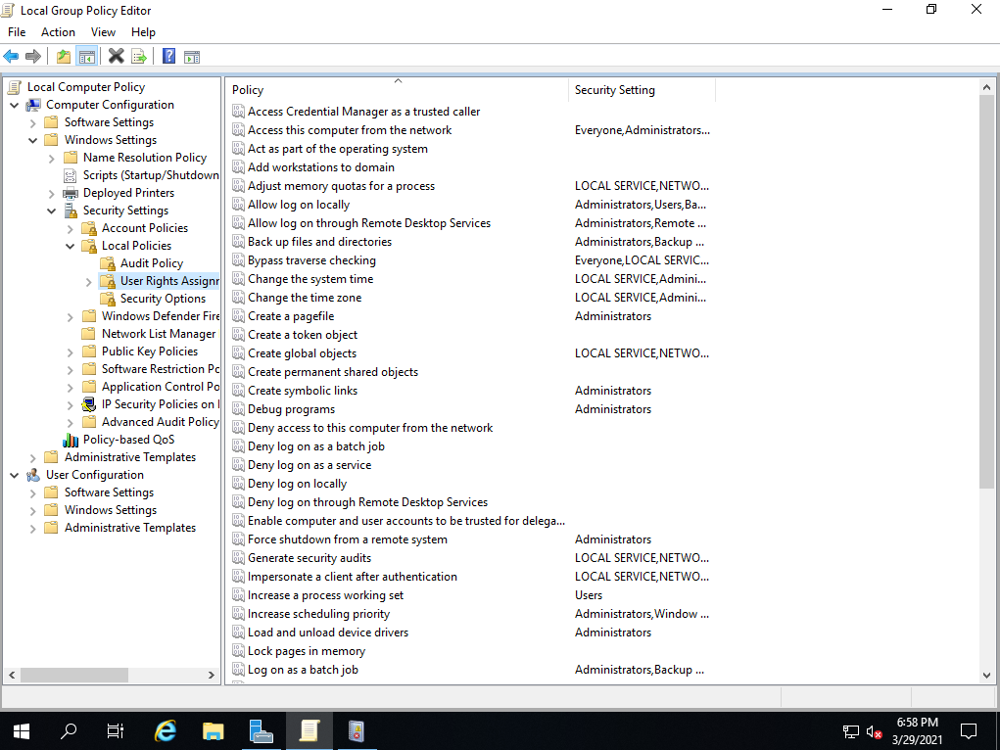 Local Group Policy Editor
File Action View Help
Local Computer Policy
Computer Configuration
Software Settings
Windows Settings
Name Resolution Policy
Scripts (Startup/Shutdown
Deployed Printers
Security Settings
Account Policies
Local Policies
Audit Policy
User Rights Assignr
Security Options
Windows Defender Fire
Network List Manager
Public Key Policies
Software Restriction Po
Application Control Po
IP Security Policies on l
Advanced Audit Policy
Policy-based QoS
Administrative Templates
User Configuration
Software Settings
Windows Settings
Administrative Templates
Policy Security Setting
Access Credential Manager as a trusted caller
Access this computer from the network Everyone,Administrators...
Act as part of the operating system
Add workstations to domain
Adjust memory quotas for a process LOCAL SERVICE,NETWO...
Allow log on locally Administrators,Users,Ba...
Allow log on through Remote Desktop Services Administrators,Remote ...
Back up files and directories Administrators,Backup ...
Bypass traverse checking Everyone,LOCAL SERVIC...
Change the system time LOCAL SERVICE,Admini...
Change the time zone LOCAL SERVICE,Admini...
Create a pagefile Administrators
Create a token object
Create global objects LOCAL SERVICE,NETWO...
Create permanent shared objects
Create symbolic links Administrators
Debug programs Administrators
Deny access to this computer from the network
Deny log on as a batch job
Deny log on as a service
Deny log on locally
Deny log on through Remote Desktop Services
Enable computer and user accounts to be trusted for delega...
Force shutdown from a remote system Administrators
Generate security audits LOCAL SERVICE,NETWO...
Impersonate a client after authentication LOCAL SERVICE,NETWO...
Increase a process working set Users
Increase scheduling priority Administrators,Window ...
Load and unload device drivers Administrators
Lock pages in memory
Log on as a batch job Administrators,Backup ...
6:58 PM
3/29/2021